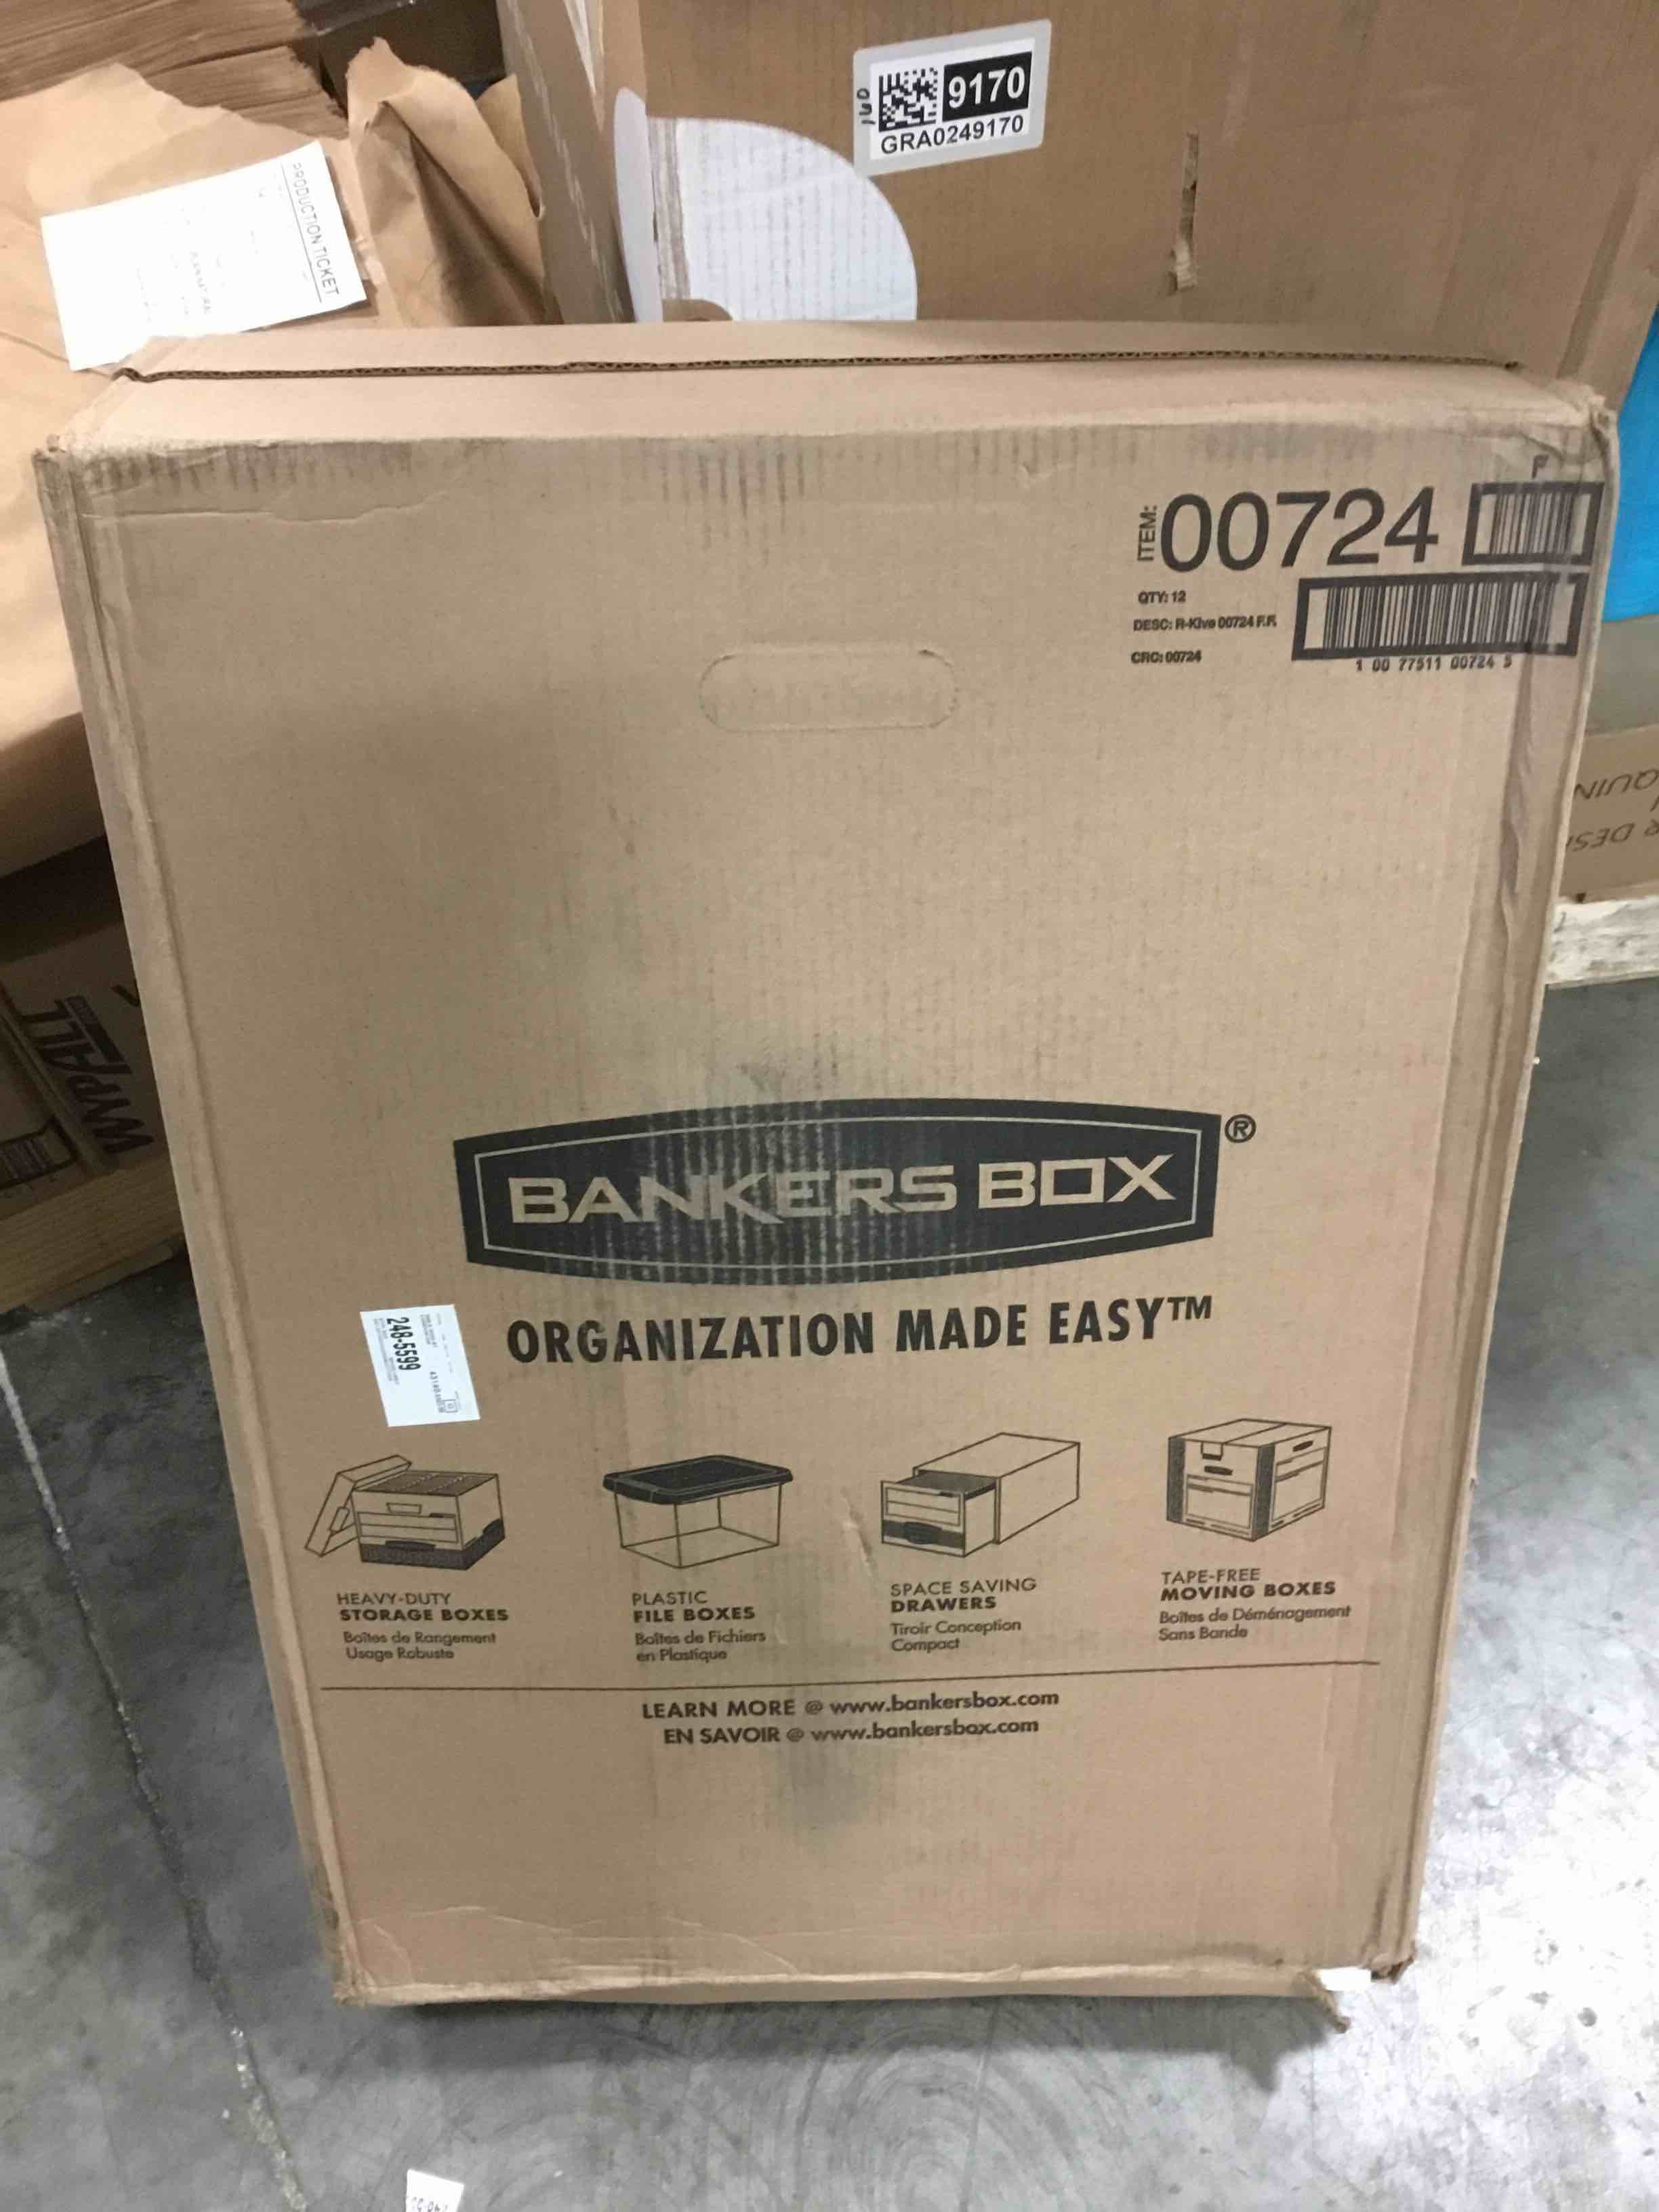 160
9170
GRA0249170
PRODUCTION TICKET
ITEM: 00724
QTY: 12
DESC: R-Kive 00724 F.F.
CRC: 00724
1 00 77511 00724 5
BANKERS BOX®
ORGANIZATION MADE EASY™
248-5599
HEAVY-DUTY
STORAGE BOXES
Boîtes de Rangement
Usage Robuste
PLASTIC
FILE BOXES
Boîtes de Fichiers
en Plastique
SPACE SAVING
DRAWERS
Tiroir Conception
Compact
TAPE-FREE
MOVING BOXES
Boîtes de Déménagement
Sans Bande
LEARN MORE @ www.bankersbox.com
EN SAVOIR @ www.bankersbox.com
WYPALL